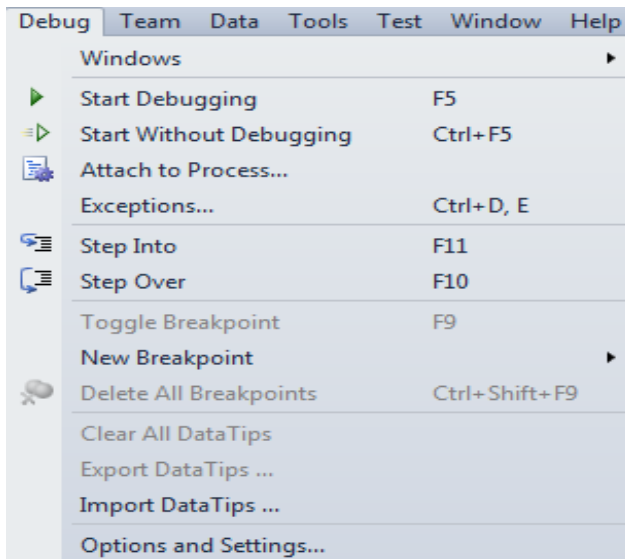 Debug Team Data Tools Test Window Help
Windows
Start Debugging F5
Start Without Debugging Ctrl+F5
Attach to Process...
Exceptions... Ctrl+D, E
Step Into F11
Step Over F10
Toggle Breakpoint F9
New Breakpoint
Delete All Breakpoints Ctrl+Shift+F9
Clear All DataTips
Export DataTips ...
Import DataTips ...
Options and Settings...